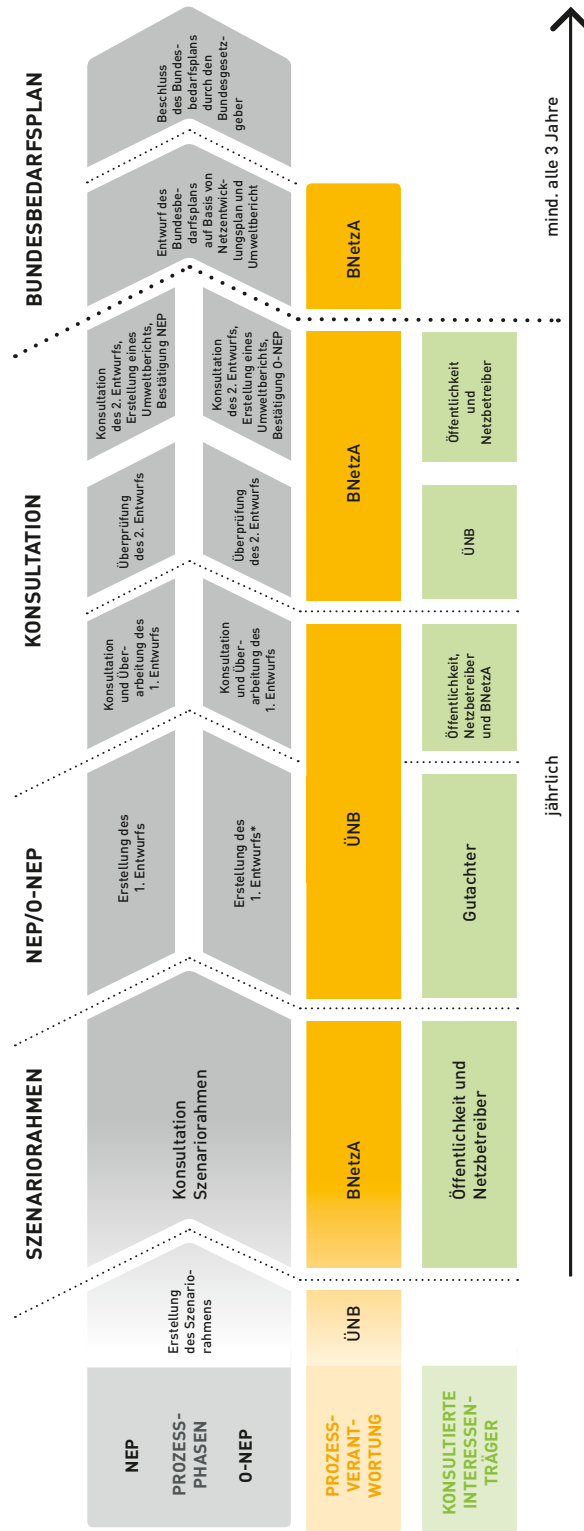 SZENARIORAHMEN
NEP/O-NEP
KONSULTATION
BUNDESBEDARFSPLAN
NEP
PROZESS-
PHASEN
O-NEP
Erstellung
des Szenario-
rahmens
Konsultation
Szenariorahmen
Erstellung des
1. Entwurfs
Erstellung des
1. Entwurfs*
Konsultation
und Über-
arbeitung des
1. Entwurfs
Konsultation
und Über-
arbeitung des
1. Entwurfs
Überprüfung
des 2. Entwurfs
Überprüfung
des 2. Entwurfs
Konsultation
des 2. Entwurfs,
Erstellung eines
Umweltberichts,
Bestätigung NEP
Konsultation
des 2. Entwurfs,
Erstellung eines
Umweltberichts,
Bestätigung O-NEP
Entwurf des
Bundesbe-
darfsplans
auf Basis von
Netzentwick-
lungsplan und
Umweltbericht
Beschluss
des Bundes-
bedarfsplans
durch den
Bundesgesetz-
geber
PROZESS-
VERANT-
WORTUNG
ÜNB
BNetzA
ÜNB
BNetzA
BNetzA
KONSULTIERTE
INTERESSEN-
TRÄGER
Öffentlichkeit und
Netzbetreiber
Gutachter
Öffentlichkeit,
Netzbetreiber
und BNetzA
ÜNB
Öffentlichkeit
und
Netzbetreiber
jährlich
mind. alle 3 Jahre